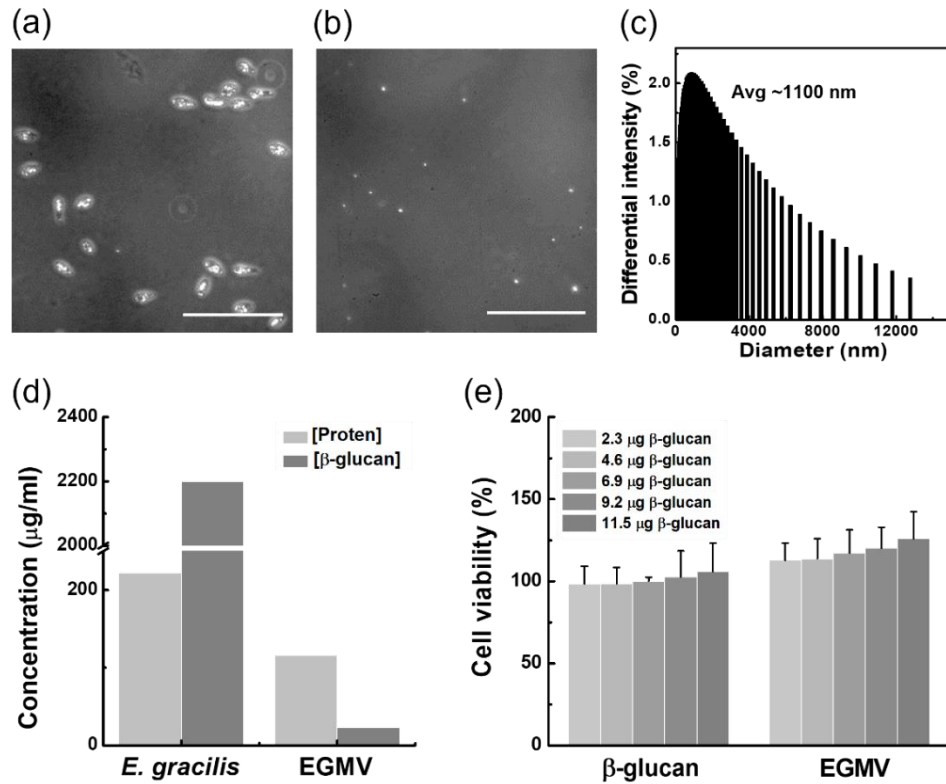 (a)
(b)
(c)
Differential intensity (%)
2.0
1.5
1.0
0.5
0.0
Avg ~1100 nm
0 4000 8000 12000
Diameter (nm)
(d)
Concentration (μg/ml)
2400
2200
2000
200
0
[Proten]
[β-glucan]
E. gracilis EGMV
(e)
Cell viability (%)
200
150
100
50
0
2.3 μg β-glucan
4.6 μg β-glucan
6.9 μg β-glucan
9.2 μg β-glucan
11.5 μg β-glucan
β-glucan EGMV